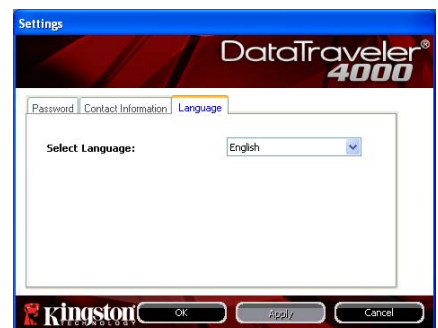 Settings
DataTraveler®
4000
Password Contact Information Language
Select Language: English
Kingston
TECHNOLOGY
OK Apply Cancel